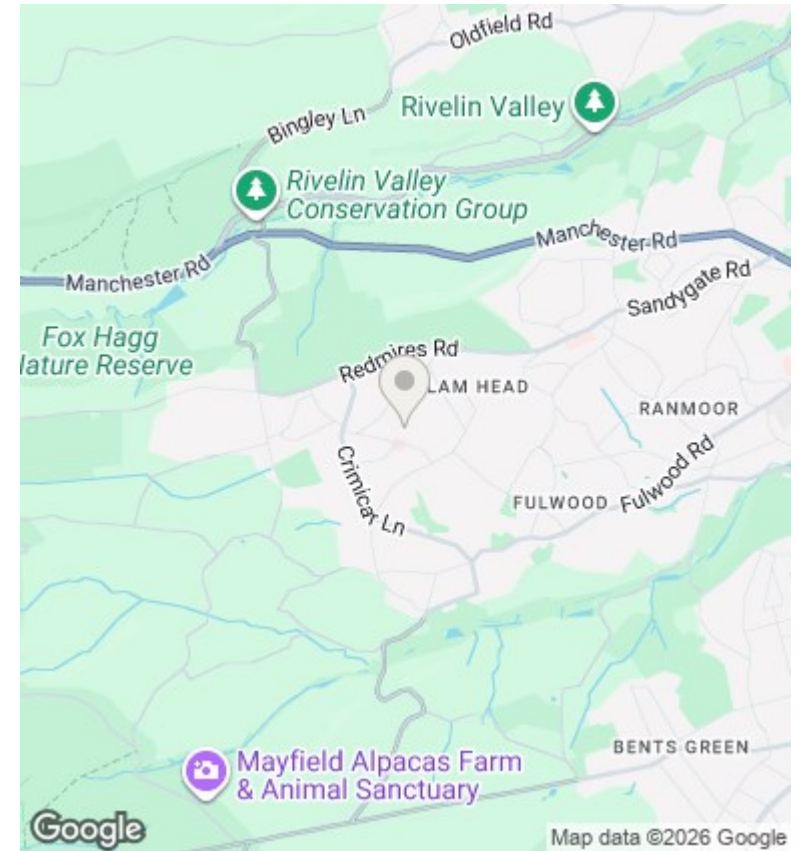 Oldfield Rd
Rivelin Valley
Bingley Ln
Rivelin Valley
Conservation Group
Manchester Rd
Manchester Rd
Sandygate Rd
Fox Hagg
Nature Reserve
Redmires Rd
LAM HEAD
RANMOOR
Crimicar Ln
FULWOOD
Fulwood Rd
BENTS GREEN
Mayfield Alpacas Farm
& Animal Sanctuary
Google
Map data ©2026 Google